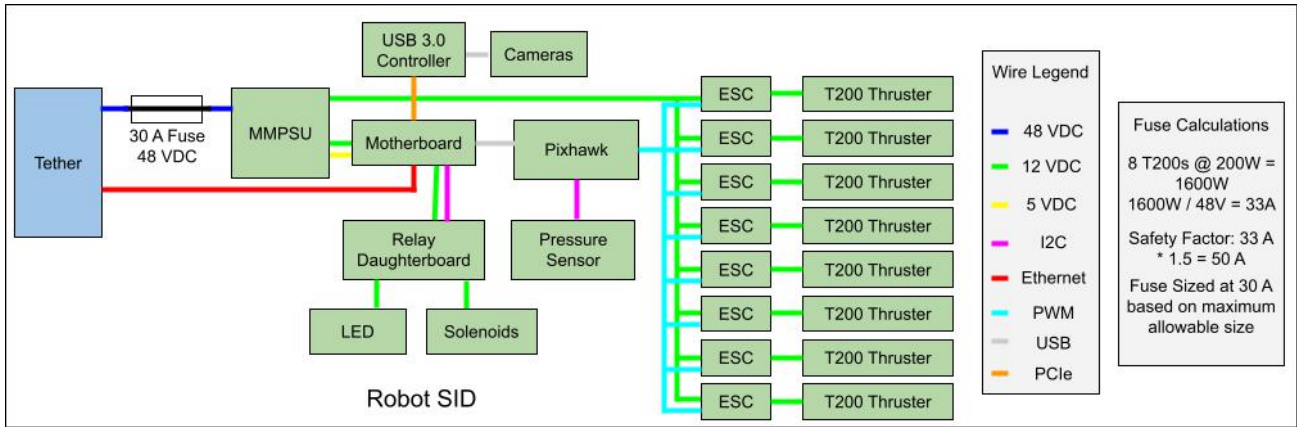 USB 3.0
Controller
Cameras
30 A Fuse
48 VDC
Tether
MMPSU
Motherboard
Pixhawk
Relay
Daughterboard
Pressure
Sensor
LED
Solenoids
Robot SID
ESC
T200 Thruster
ESC
T200 Thruster
ESC
T200 Thruster
ESC
T200 Thruster
ESC
T200 Thruster
ESC
T200 Thruster
ESC
T200 Thruster
ESC
T200 Thruster
Wire Legend
48 VDC
12 VDC
5 VDC
I2C
Ethernet
PWM
USB
PCIe
Fuse Calculations
8 T200s @ 200W =
1600W
1600W / 48V = 33A
Safety Factor: 33 A
* 1.5 = 50 A
Fuse Sized at 30 A
based on maximum
allowable size